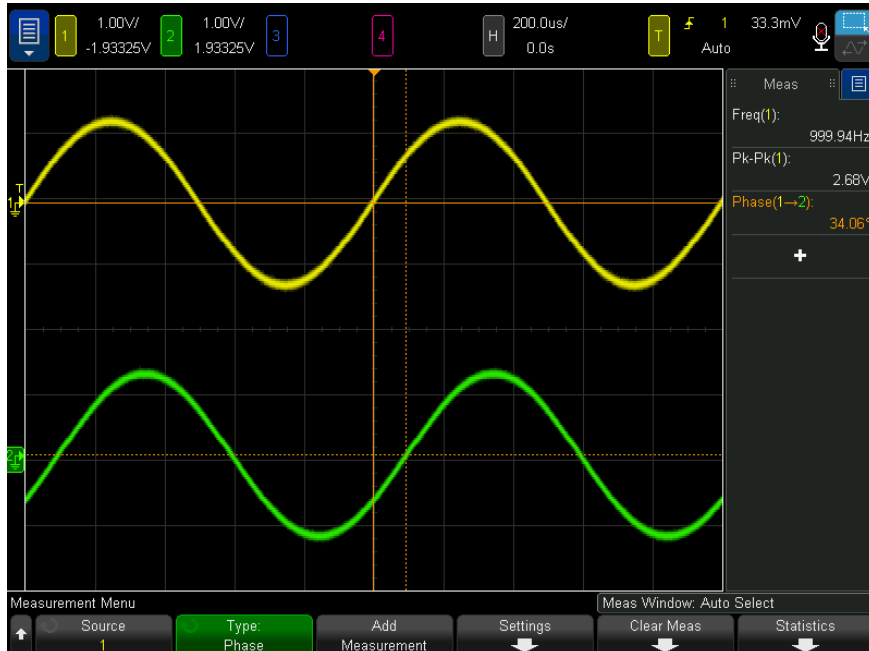 1 1.00V/ 2 1.00V/ 3 4 H 200.0us/ T 1 33.3mV
-1.93325V 1.93325V 0.0s Auto
Meas
Freq(1):
999.94Hz
Pk-Pk(1):
2.68V
Phase(1→2):
34.06°
+
T
1
2
Measurement Menu Meas Window: Auto Select
Source Type: Add Settings Clear Meas Statistics
1 Phase Measurement